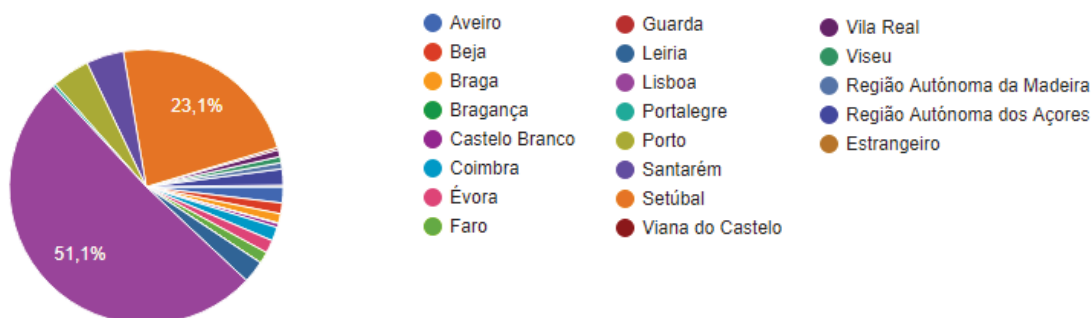 Aveiro
Beja
Braga
Bragança
Castelo Branco
Coimbra
Évora
Faro
Guarda
Leiria
Lisboa
Portalegre
Porto
Santarém
Setúbal
Viana do Castelo
Vila Real
Viseu
Região Autónoma da Madeira
Região Autónoma dos Açores
Estrangeiro
23,1%
51,1%